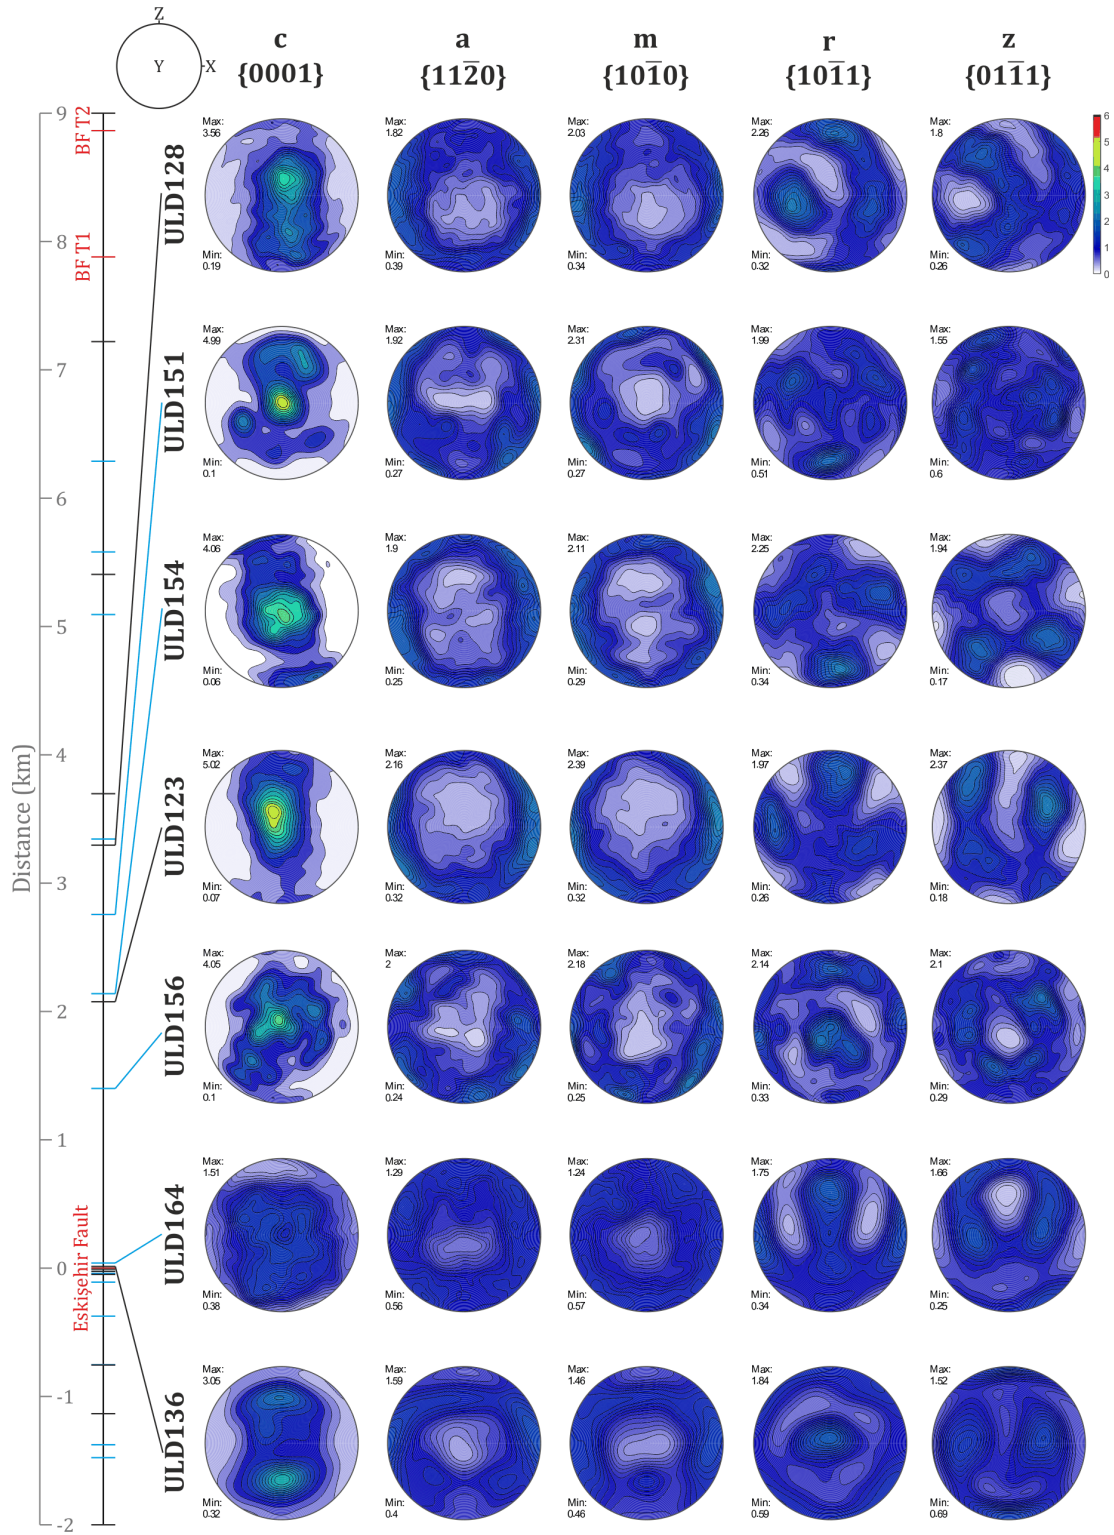 Z
Y
X
c
{0001}
a
{112̅0}
m
{101̅0}
r
{101̅1}
z
{011̅1}
Distance (km)
9
8
7
6
5
4
3
2
1
0
-1
-2
BF T2
BF T1
Eskişehir Fault
6
5
4
3
2
1
0
ULD128
Max:
3.56
Min:
0.19
Max:
1.82
Min:
0.39
Max:
2.03
Min:
0.34
Max:
2.26
Min:
0.32
Max:
1.8
Min:
0.26
ULD151
Max:
4.99
Min:
0.1
Max:
1.92
Min:
0.27
Max:
2.31
Min:
0.27
Max:
1.99
Min:
0.51
Max:
1.55
Min:
0.6
ULD154
Max:
4.06
Min:
0.06
Max:
1.9
Min:
0.25
Max:
2.11
Min:
0.29
Max:
2.25
Min:
0.34
Max:
1.94
Min:
0.17
ULD123
Max:
5.02
Min:
0.07
Max:
2.16
Min:
0.32
Max:
2.39
Min:
0.32
Max:
1.97
Min:
0.26
Max:
2.37
Min:
0.18
ULD156
Max:
4.05
Min:
0.1
Max:
2
Min:
0.24
Max:
2.18
Min:
0.25
Max:
2.14
Min:
0.33
Max:
2.1
Min:
0.29
ULD164
Max:
1.51
Min:
0.38
Max:
1.29
Min:
0.56
Max:
1.24
Min:
0.57
Max:
1.75
Min:
0.34
Max:
1.66
Min:
0.25
ULD136
Max:
3.05
Min:
0.32
Max:
1.59
Min:
0.4
Max:
1.46
Min:
0.46
Max:
1.84
Min:
0.59
Max:
1.52
Min:
0.69